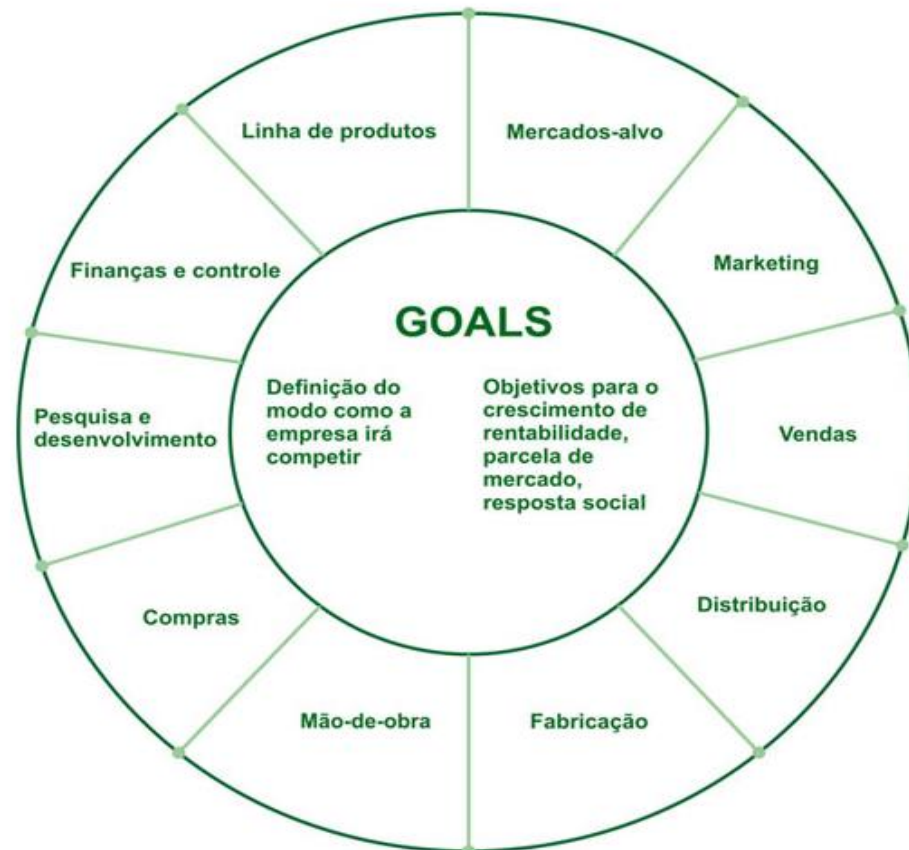 Linha de produtos
Mercados-alvo
Finanças e controle
Marketing
GOALS
Definição do
modo como a
empresa irá
competir
Objetivos para o
crescimento de
rentabilidade,
parcela de
mercado,
resposta social
Pesquisa e
desenvolvimento
Vendas
Compras
Distribuição
Mão-de-obra
Fabricação